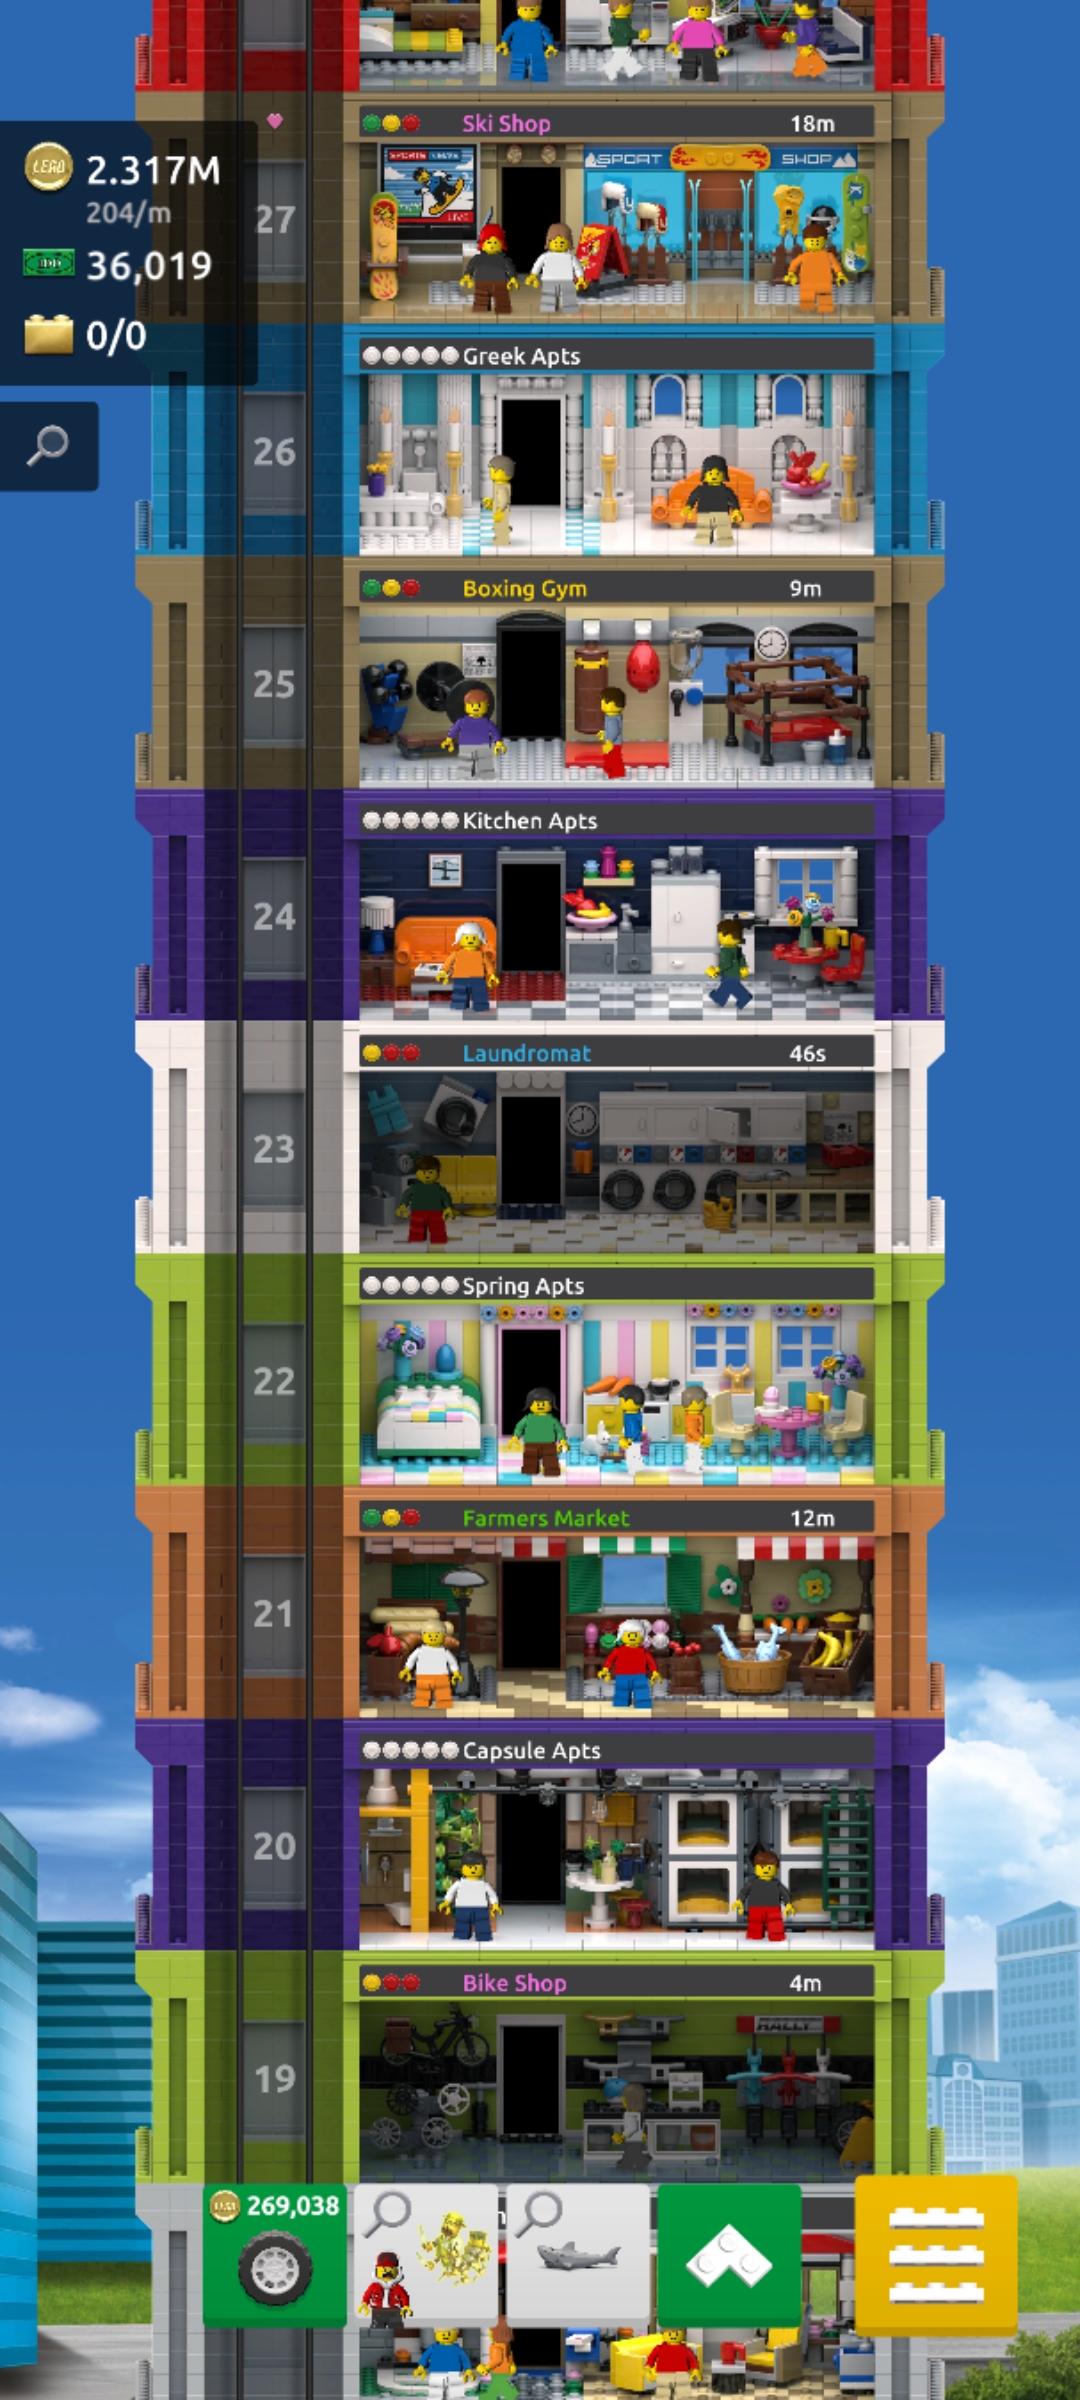 Ski Shop 18m
LEGO 2.317M
204/m
36,019
0/0
27
SPORT SHOP
LIVE
Greek Apts
26
Boxing Gym 9m
25
Kitchen Apts
24
Laundromat 46s
23
Spring Apts
22
Farmers Market 12m
21
Capsule Apts
20
Bike Shop 4m
RALLY
19
269,038